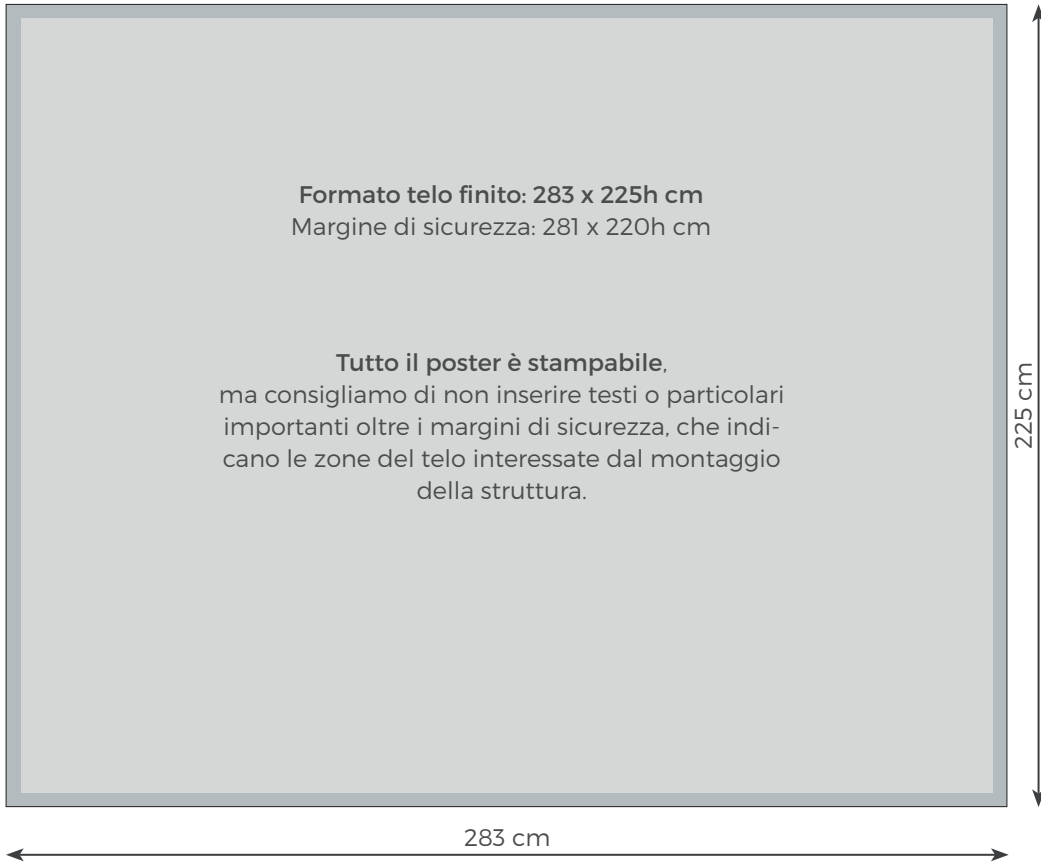 Formato telo finito: 283 x 225h cm
Margine di sicurezza: 281 x 220h cm
Tutto il poster è stampabile,
ma consigliamo di non inserire testi o particolari
importanti oltre i margini di sicurezza, che indi-
cano le zone del telo interessate dal montaggio
della struttura.
225 cm
283 cm